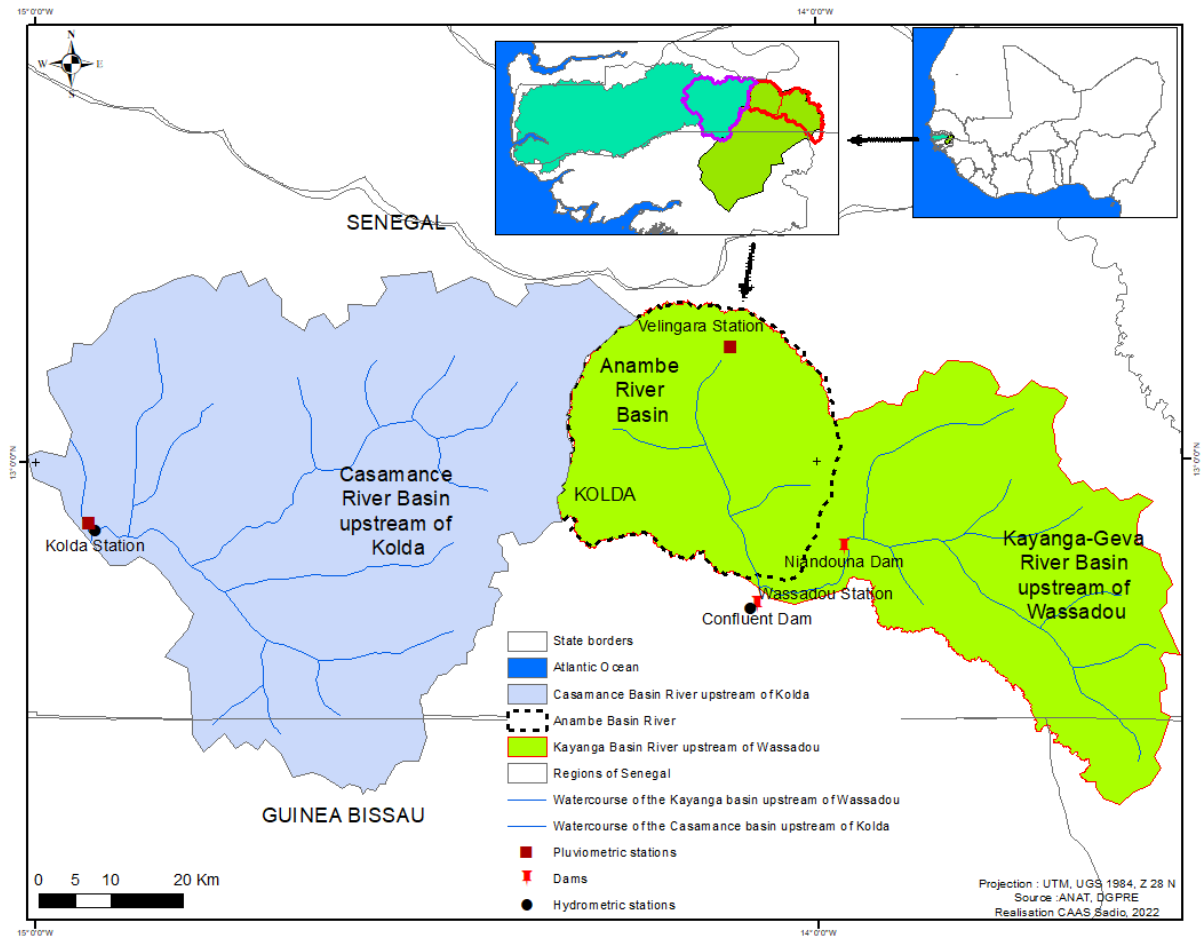 15°0'0"W
14°0'0"W
N
W
E
S
SENEGAL
Velingara Station
Anambe
River
Basin
13°0'0"N
13°0'0"N
Casamance
River Basin
upstream of
Kolda
KOLDA
Kolda Station
Niandouna Dam
Kayanga-Geva
River Basin
upstream of
Wassadou
Wassadou Station
Confluent Dam
State borders
Atlantic Ocean
Casamance Basin River upstream of Kolda
Anambe Basin River
Kayanga Basin River upstream of Wassadou
Regions of Senegal
Watercourse of the Kayanga basin upstream of Wassadou
Watercourse of the Casamance basin upstream of Kolda
Pluviometric stations
Dams
Hydrometric stations
GUINEA BISSAU
0 5 10 20 Km
Projection : UTM, UGS 1984, Z 28 N
Source :ANAT, DGPRE
Realisation CAAS Sadio, 2022
15°0'0"W
14°0'0"W